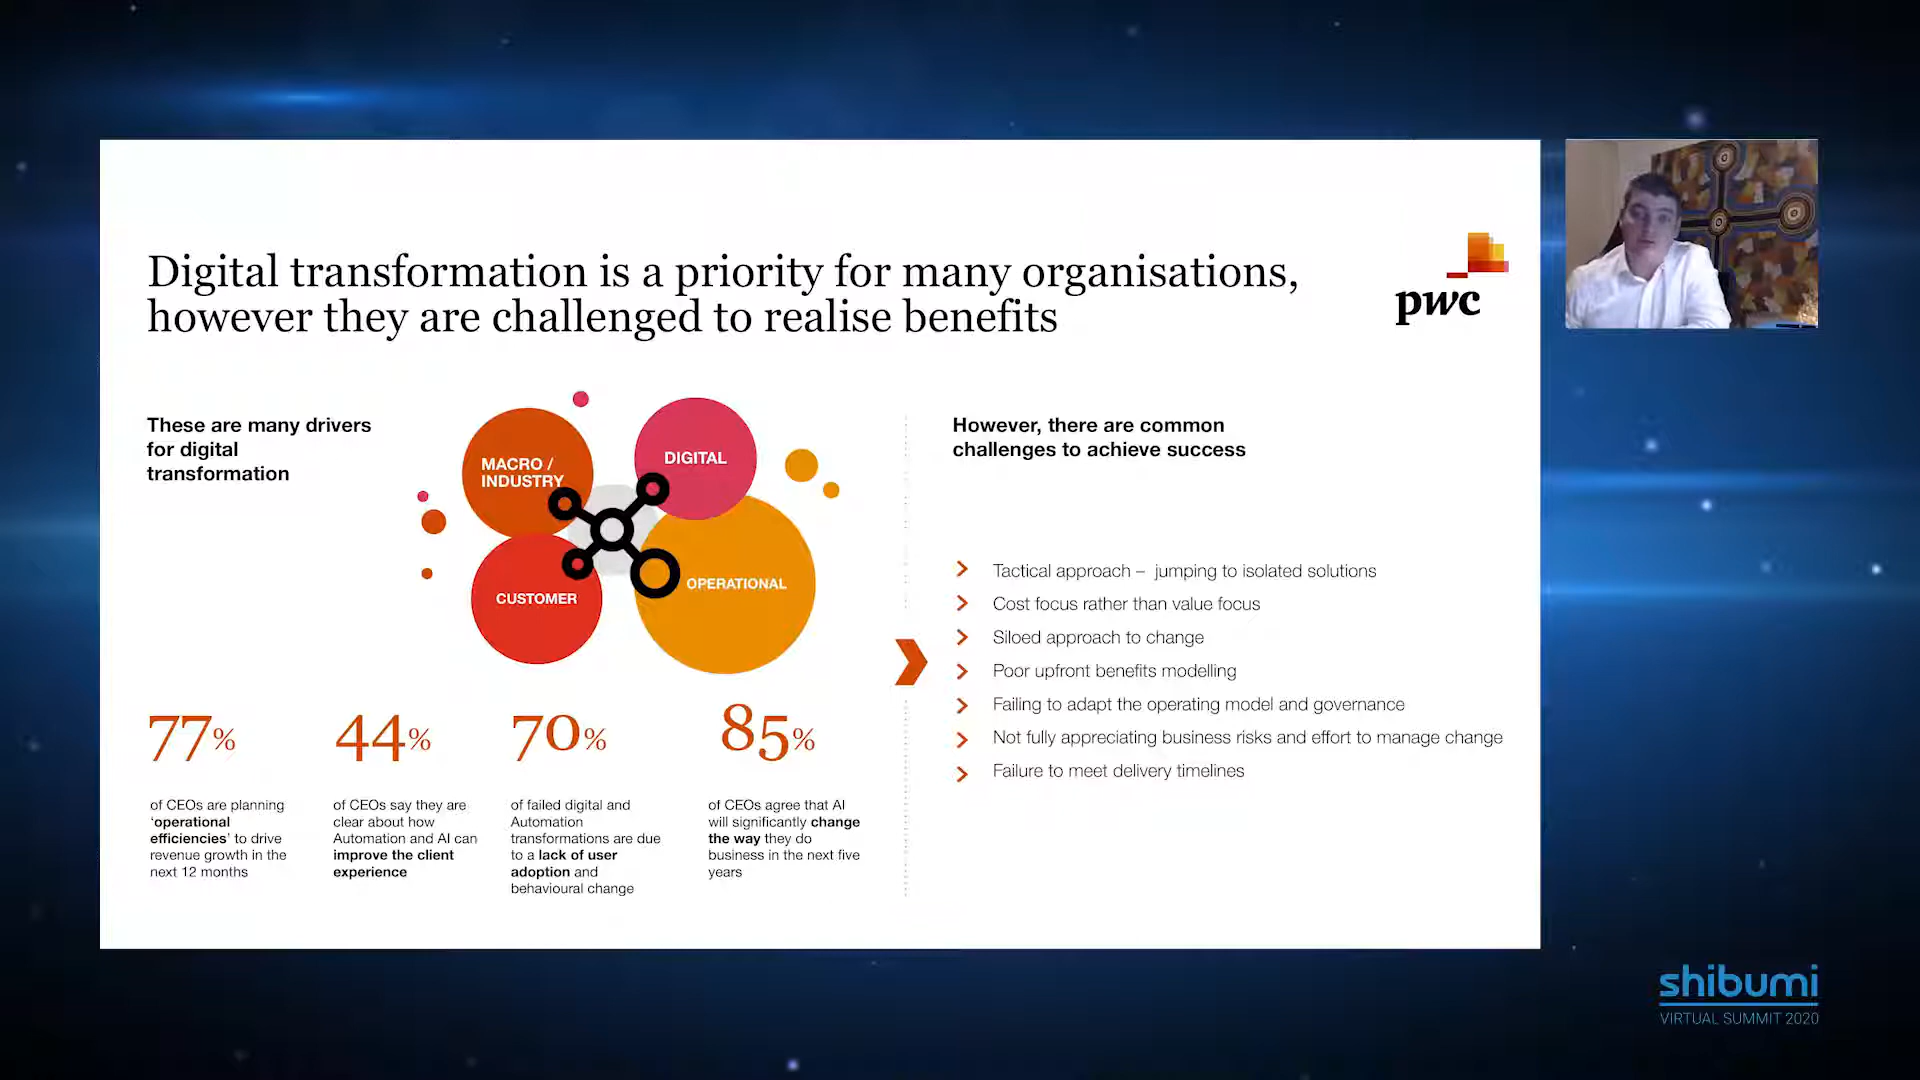 Digital transformation is a priority for many organisations,
however they are challenged to realise benefits
pwc
These are many drivers
for digital
transformation
MACRO /
INDUSTRY
DIGITAL
CUSTOMER
OPERATIONAL
77%
of CEOs are planning
‘operational
efficiencies’ to drive
revenue growth in the
next 12 months
44%
of CEOs say they are
clear about how
Automation and AI can
improve the client
experience
70%
of failed digital and
Automation
transformations are due
to a lack of user
adoption and
behavioural change
85%
of CEOs agree that AI
will significantly change
the way they do
business in the next five
years
However, there are common
challenges to achieve success
Tactical approach – jumping to isolated solutions
Cost focus rather than value focus
Siloed approach to change
Poor upfront benefits modelling
Failing to adapt the operating model and governance
Not fully appreciating business risks and effort to manage change
Failure to meet delivery timelines
shibumi
VIRTUAL SUMMIT 2020